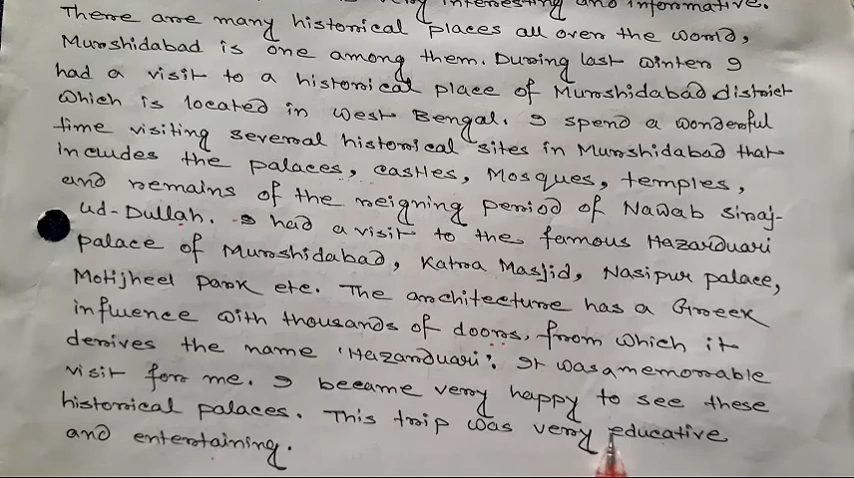 very interesting and informative.
There are many historical places all over the world,
Murshidabad is one among them. During last winter I
had a visit to a historical place of Murshidabad district
which is located in West Bengal. I spend a wonderful
time visiting several historical sites in Murshidabad that
includes the palaces, castles, Mosques, temples,
and remains of the reigning period of Nawab Siraj-
ud-Dullah. I had a visit to the famous Hazarduari
palace of Murshidabad, Katra Masjid, Nasipur palace,
Motijheel Park etc. The architecture has a Greek
influence with thousands of doors, from which it
derives the name 'Hazarduari'. It was a memorable
visit for me. I became very happy to see these
historical palaces. This trip was very educative
and entertaining.